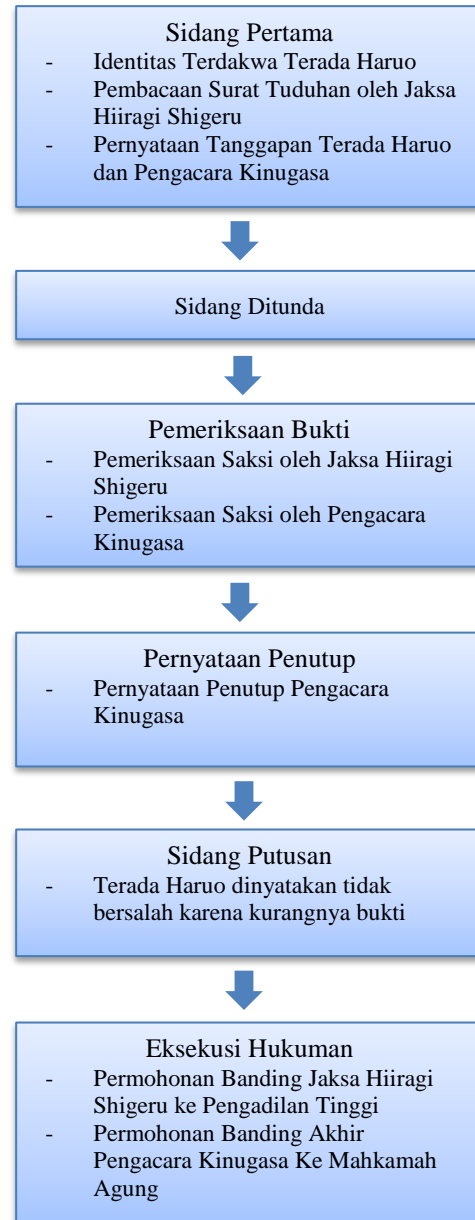 Sidang Pertama
- Identitas Terdakwa Terada Haruo
- Pembacaan Surat Tuduhan oleh Jaksa
Hiiragi Shigeru
- Pernyataan Tanggapan Terada Haruo
dan Pengacara Kinugasa
Sidang Ditunda
Pemeriksaan Bukti
- Pemeriksaan Saksi oleh Jaksa Hiiragi
Shigeru
- Pemeriksaan Saksi oleh Pengacara
Kinugasa
Pernyataan Penutup
- Pernyataan Penutup Pengacara
Kinugasa
Sidang Putusan
- Terada Haruo dinyatakan tidak
bersalah karena kurangnya bukti
Eksekusi Hukuman
- Permohonan Banding Jaksa Hiiragi
Shigeru ke Pengadilan Tinggi
- Permohonan Banding Akhir
Pengacara Kinugasa Ke Mahkamah
Agung